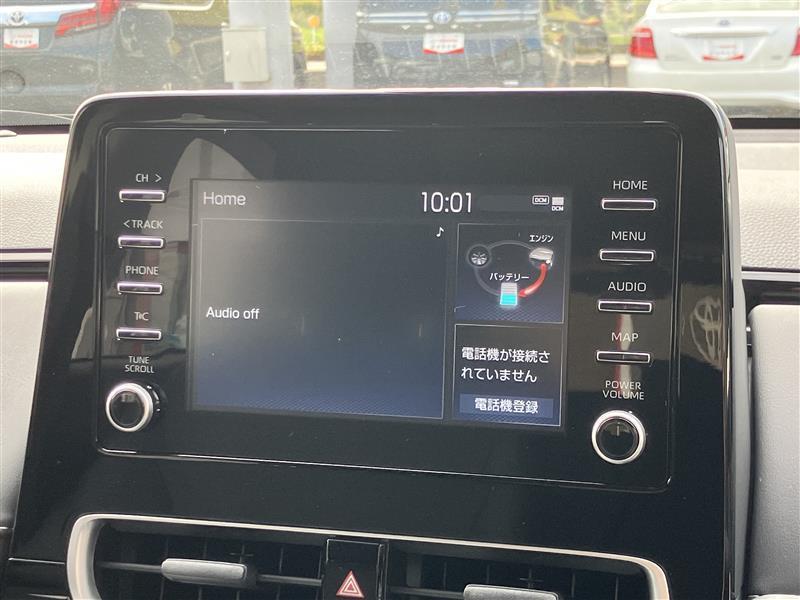 CH >
< TRACK
PHONE
T C
TUNE
SCROLL
Home
10:01
DCM
DCM
♪
Audio off
エンジン
バッテリー
電話機が接続さ
れていません
電話機登録
HOME
MENU
AUDIO
MAP
POWER
VOLUME